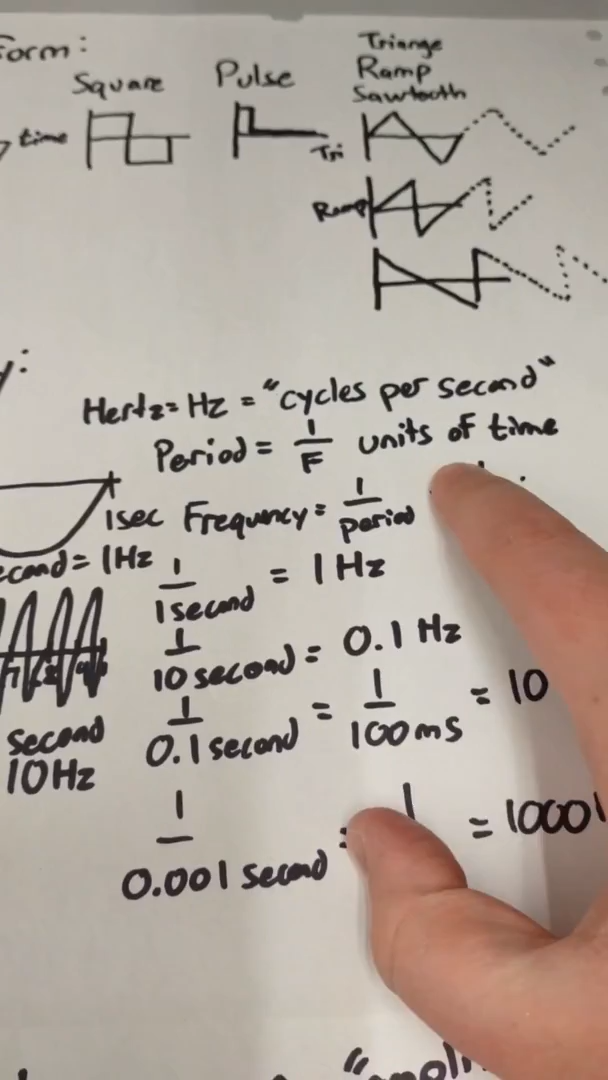 form:
Square
Pulse
Triange
Ramp
Sawtooth
time
Tri
Ramp
y:
Hertz = Hz = "cycles per second"
Period = 1/F units of time
1sec Frequency = 1/period
econd = 1Hz
1/1second = 1Hz
1/10 second = 0.1 Hz
second
10Hz
1/0.1 second = 1/100ms = 10
1/0.001 second = 1 = 1000